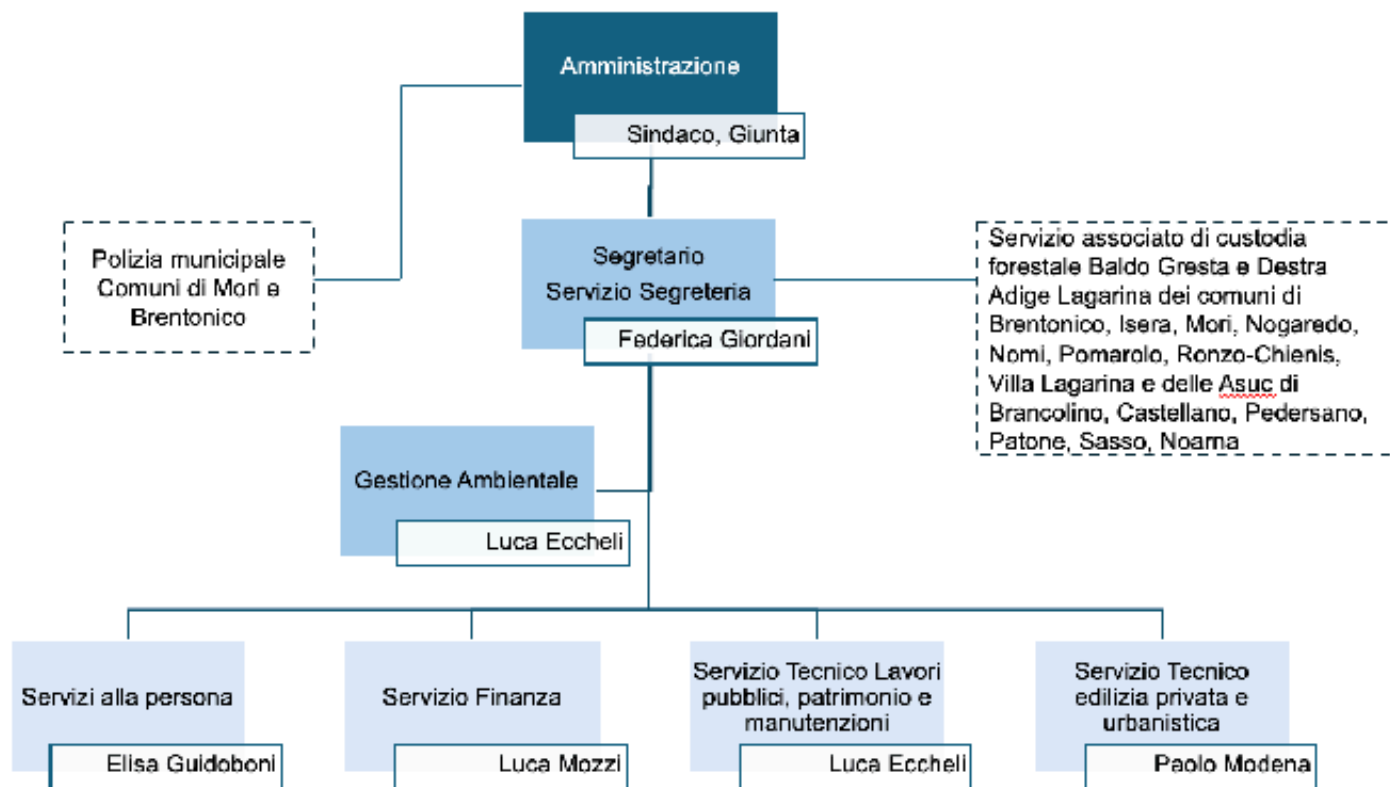 Amministrazione
Sindaco, Giunta
Polizia municipale
Comuni di Mori e
Brentonico
Segretario
Servizio Segreteria
Federica Giordani
Servizio associato di custodia
forestale Baldo Gresta e Destra
Adige Lagarina dei comuni di
Brentonico, Isera, Mori, Nogaredo,
Nomi, Pomarolo, Ronzo-Chienis,
Villa Lagarina e delle Asuc di
Brancolino, Castellano, Pedersano,
Patone, Sasso, Noarna
Gestione Ambientale
Luca Eccheli
Servizi alla persona
Elisa Guidoboni
Servizio Finanza
Luca Mozzi
Servizio Tecnico Lavori
pubblici, patrimonio e
manutenzioni
Luca Eccheli
Servizio Tecnico
edilizia privata e
urbanistica
Paolo Modena